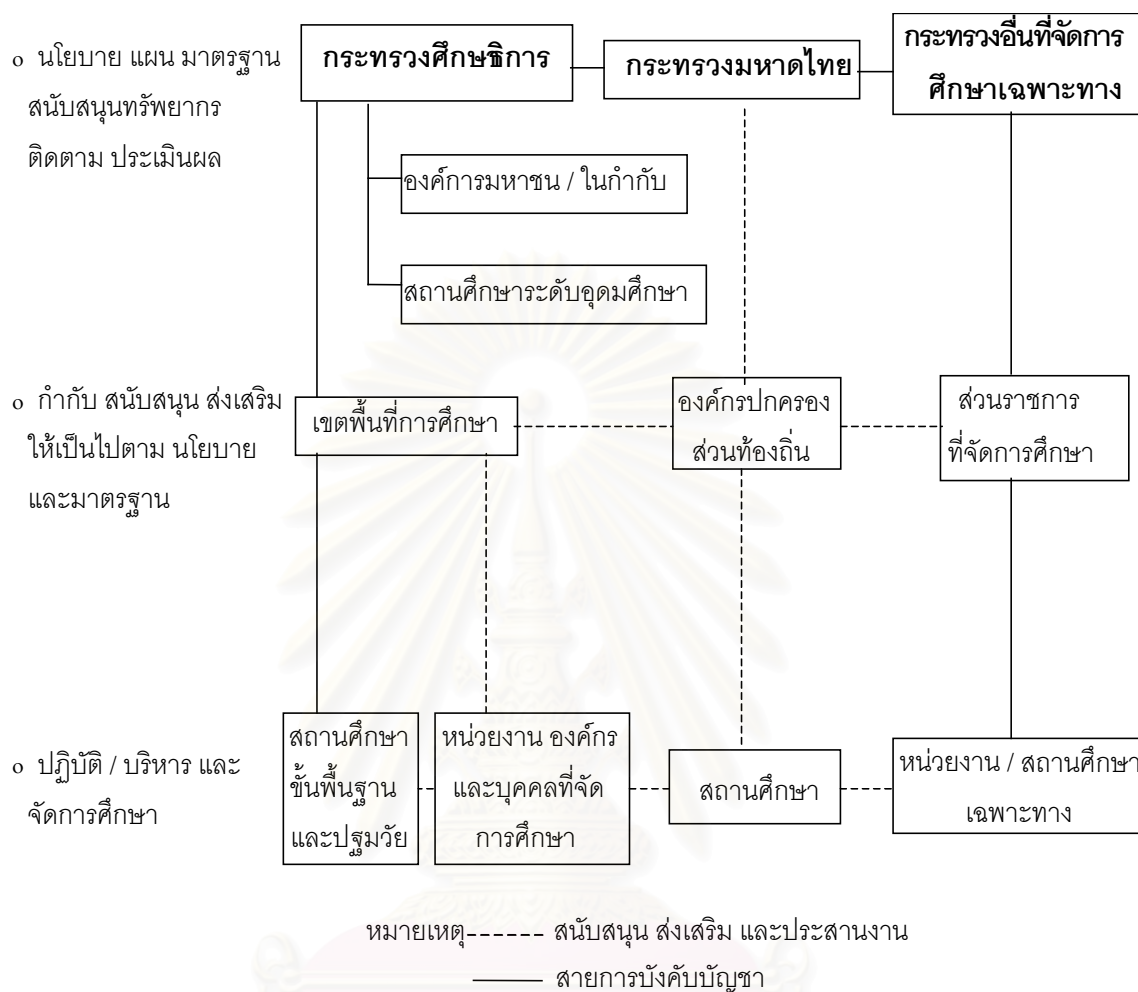 o นโยบาย แผน มาตรฐาน
สนับสนุนทรัพยากร
ติดตาม ประเมินผล
กระทรวงศึกษธิการ
กระทรวงมหาดไทย
กระทรวงอื่นที่จัดการ
ศึกษาเฉพาะทาง
องค์การมหาชน / ในกำกับ
สถานศึกษาระดับอุดมศึกษา
o กำกับ สนับสนุน ส่งเสริม
ให้เป็นไปตาม นโยบาย
และมาตรฐาน
เขตพื้นที่การศึกษา
องค์กรปกครอง
ส่วนท้องถิ่น
ส่วนราชการ
ที่จัดการศึกษา
o ปฏิบัติ / บริหาร และ
จัดการศึกษา
สถานศึกษา
ขั้นพื้นฐาน
และปฐมวัย
หน่วยงาน องค์กร
และบุคคลที่จัด
การศึกษา
สถานศึกษา
หน่วยงาน / สถานศึกษา
เฉพาะทาง
หมายเหตุ------ สนับสนุน ส่งเสริม และประสานงาน
สายการบังคับบัญชา